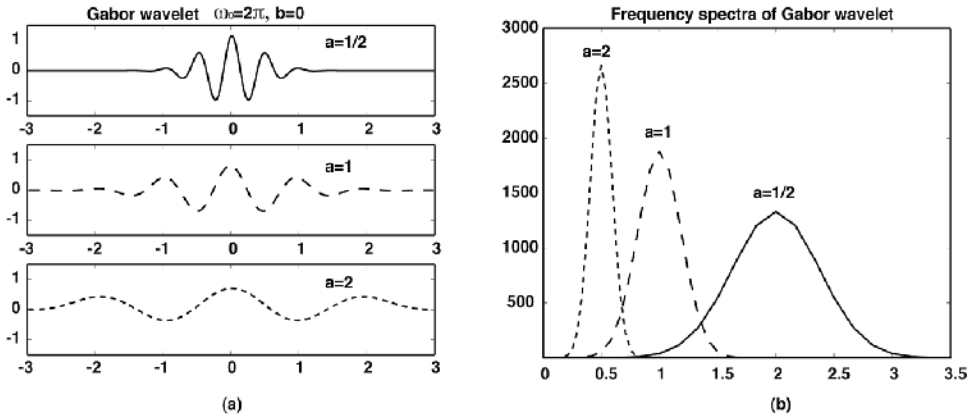 Gabor wavelet ω₀=2π, b=0
1
0
-1
a=1/2
-3 -2 -1 0 1 2 3
1
0
-1
a=1
-3 -2 -1 0 1 2 3
1
0
-1
a=2
-3 -2 -1 0 1 2 3
(a)
Frequency spectra of Gabor wavelet
3000
2500
2000
1500
1000
500
a=2
a=1
a=1/2
0 0.5 1 1.5 2 2.5 3 3.5
(b)